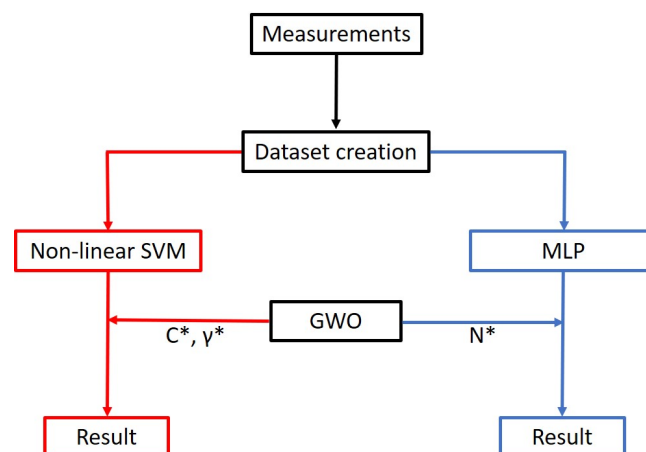 Measurements
Dataset creation
Non-linear SVM
MLP
GWO
C*, γ*
N*
Result
Result